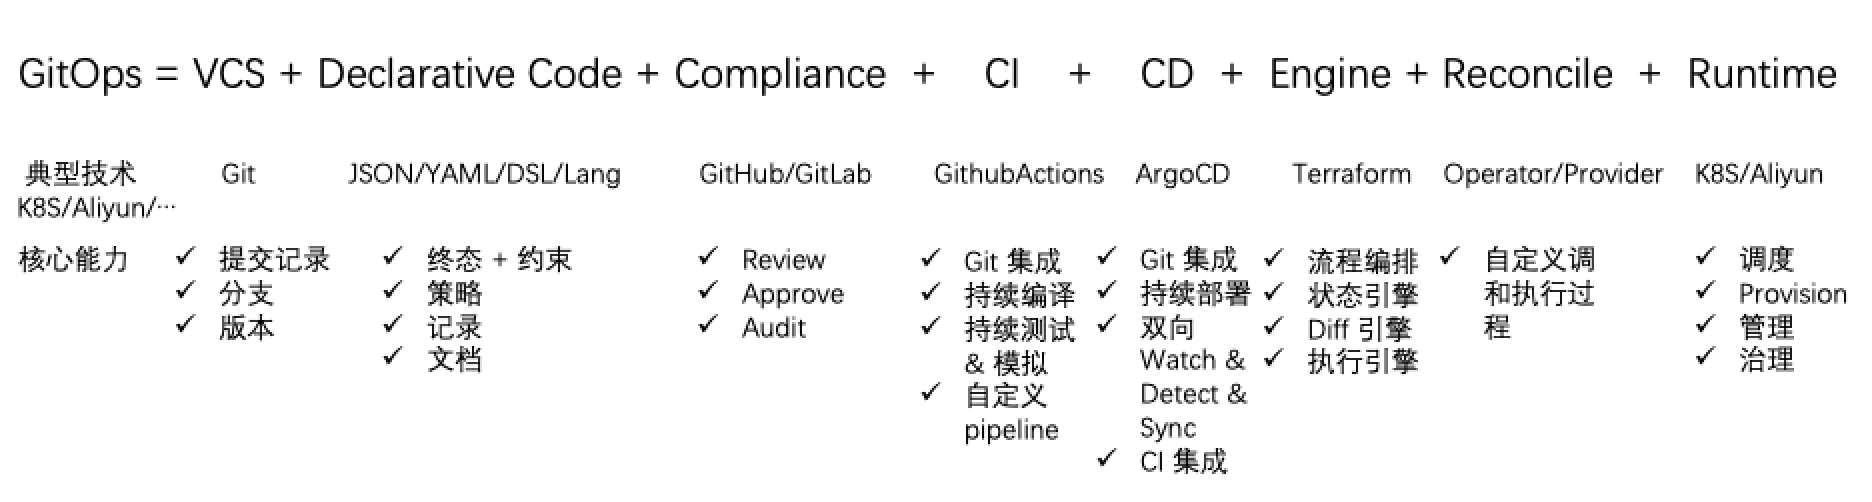 GitOps = VCS + Declarative Code + Compliance + CI + CD + Engine + Reconcile + Runtime
典型技术 Git JSON/YAML/DSL/Lang GitHub/GitLab GithubActions ArgoCD Terraform Operator/Provider K8S/Aliyun
K8S/Aliyun/…
核心能力 ✓ 提交记录 ✓ 终态 + 约束 ✓ Review ✓ Git 集成 ✓ Git 集成 ✓ 流程编排 ✓ 自定义调 ✓ 调度
✓ 分支 ✓ 策略 ✓ Approve ✓ 持续编译 ✓ 持续部署 ✓ 状态引擎 和执行过 ✓ Provision
✓ 版本 ✓ 记录 ✓ Audit ✓ 持续测试 ✓ 双向 ✓ Diff 引擎 程 ✓ 管理
✓ 文档 & 模拟 Watch & ✓ 执行引擎 ✓ 治理
✓ 自定义 Detect &
pipeline Sync
✓ CI 集成